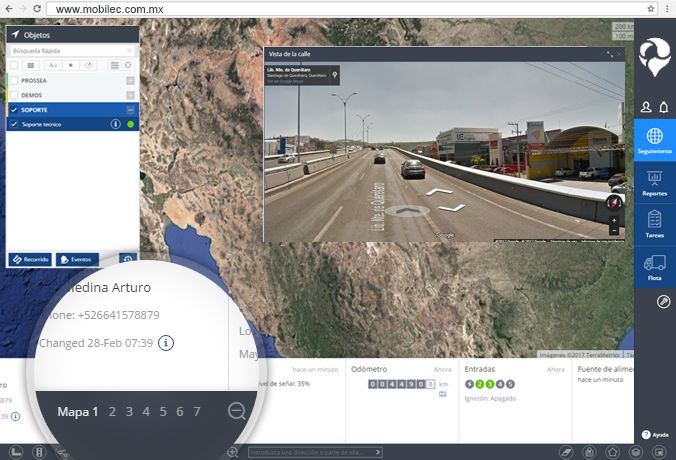 www.mobilec.com.mx
200 km
100 m
Objetos
Búsqueda Rápida
A-z
PROSSEA
DEMOS
SOPORTE
Soporte tecnico
Recorrido
Eventos
Vista de la calle
Lib. Nte. de Querétaro
Santiago de Querétaro, Querétaro
Ver en Google Maps
Lib. Nte. de Querétaro
Google
Seguimiento
Reportes
Tareas
Flota
Ayuda
Imágenes ©2017 TerraMetrics
edina Arturo
one: +526641578879
Changed 28-Feb 07:39
Lo
May
Mapa 1 2 3 4 5 6 7
hace un minuto
vel de señal: 35%
Odómetro Ahora
0 0 4 4 9 0 8 km
Entradas Ahora
2 3 4 5
Ignición: Apagado
Fuente de alimen
hace un minuto
Introduzca una dirección o parte de ella...